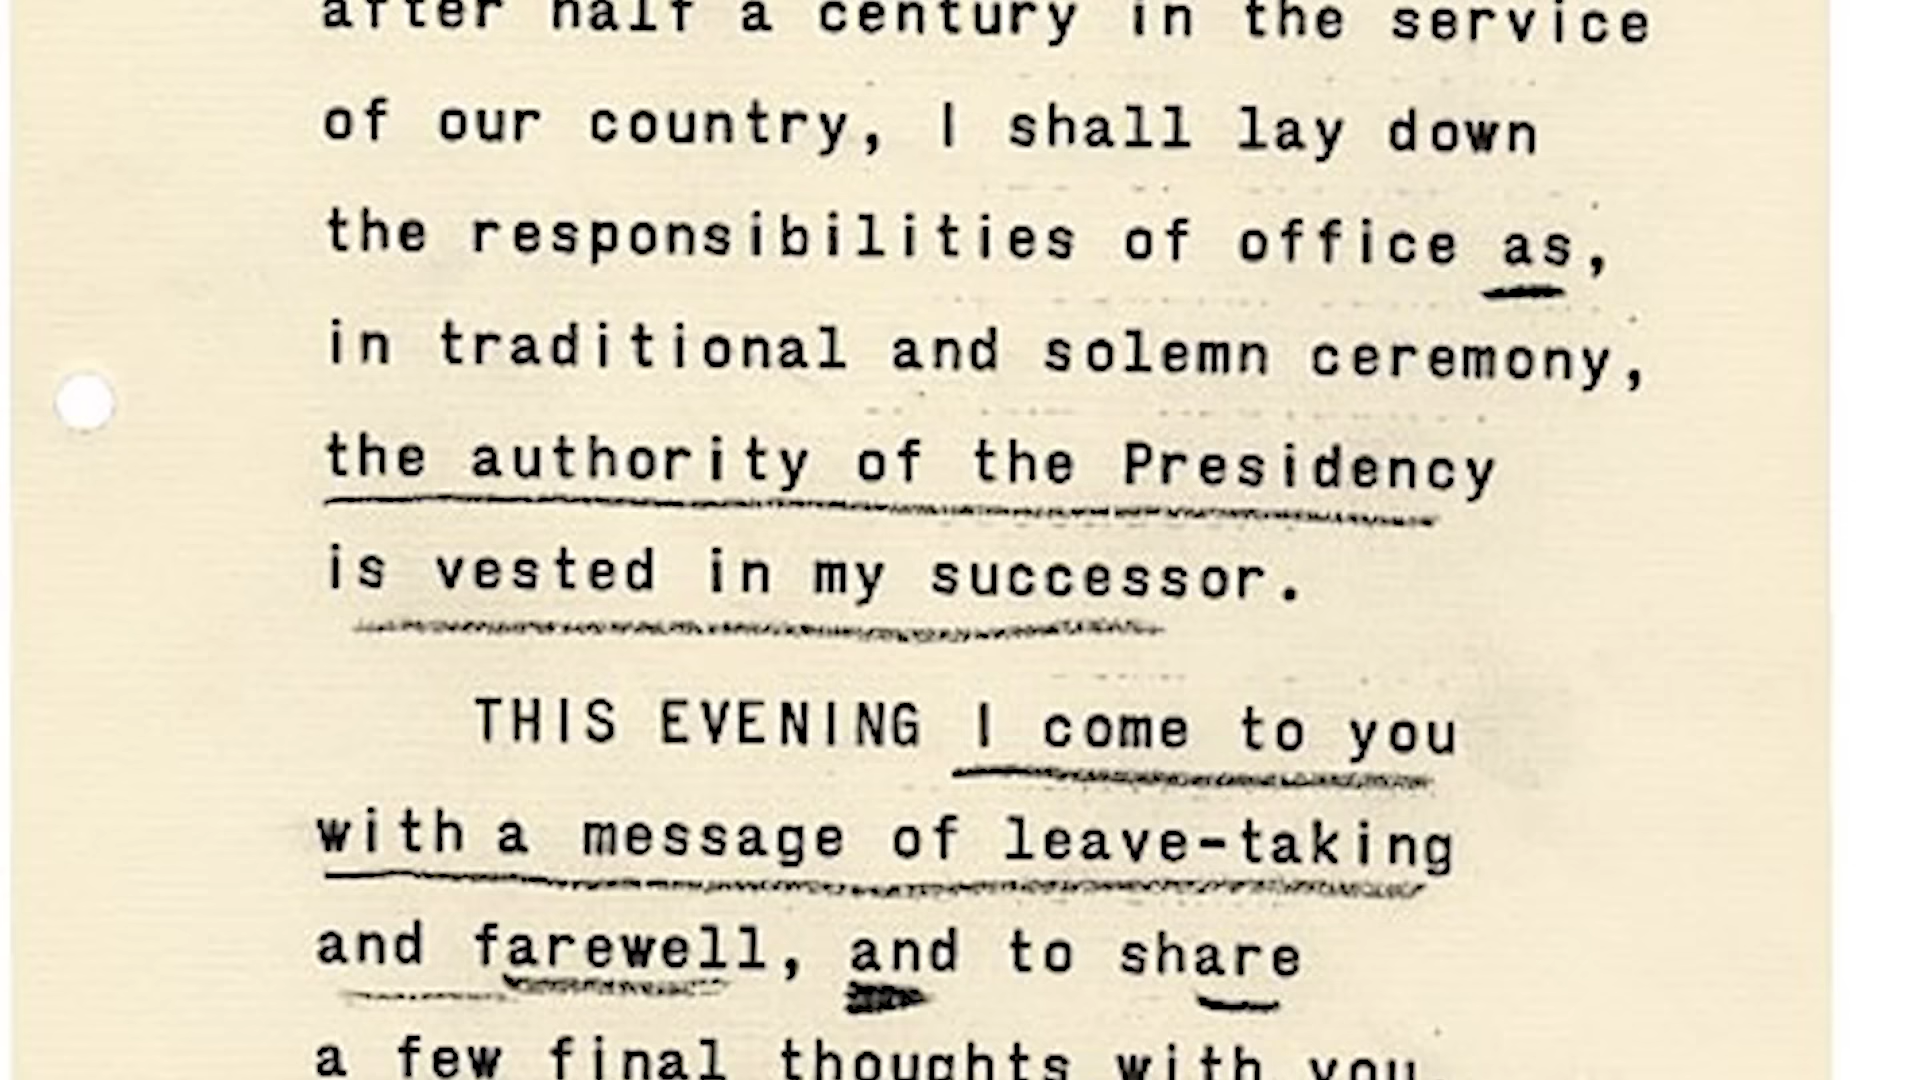 after half a century in the service
of our country, I shall lay down
the responsibilities of office as,
in traditional and solemn ceremony,
the authority of the Presidency
is vested in my successor.
THIS EVENING I come to you
with a message of leave-taking
and farewell, and to share
a few final thoughts with you.